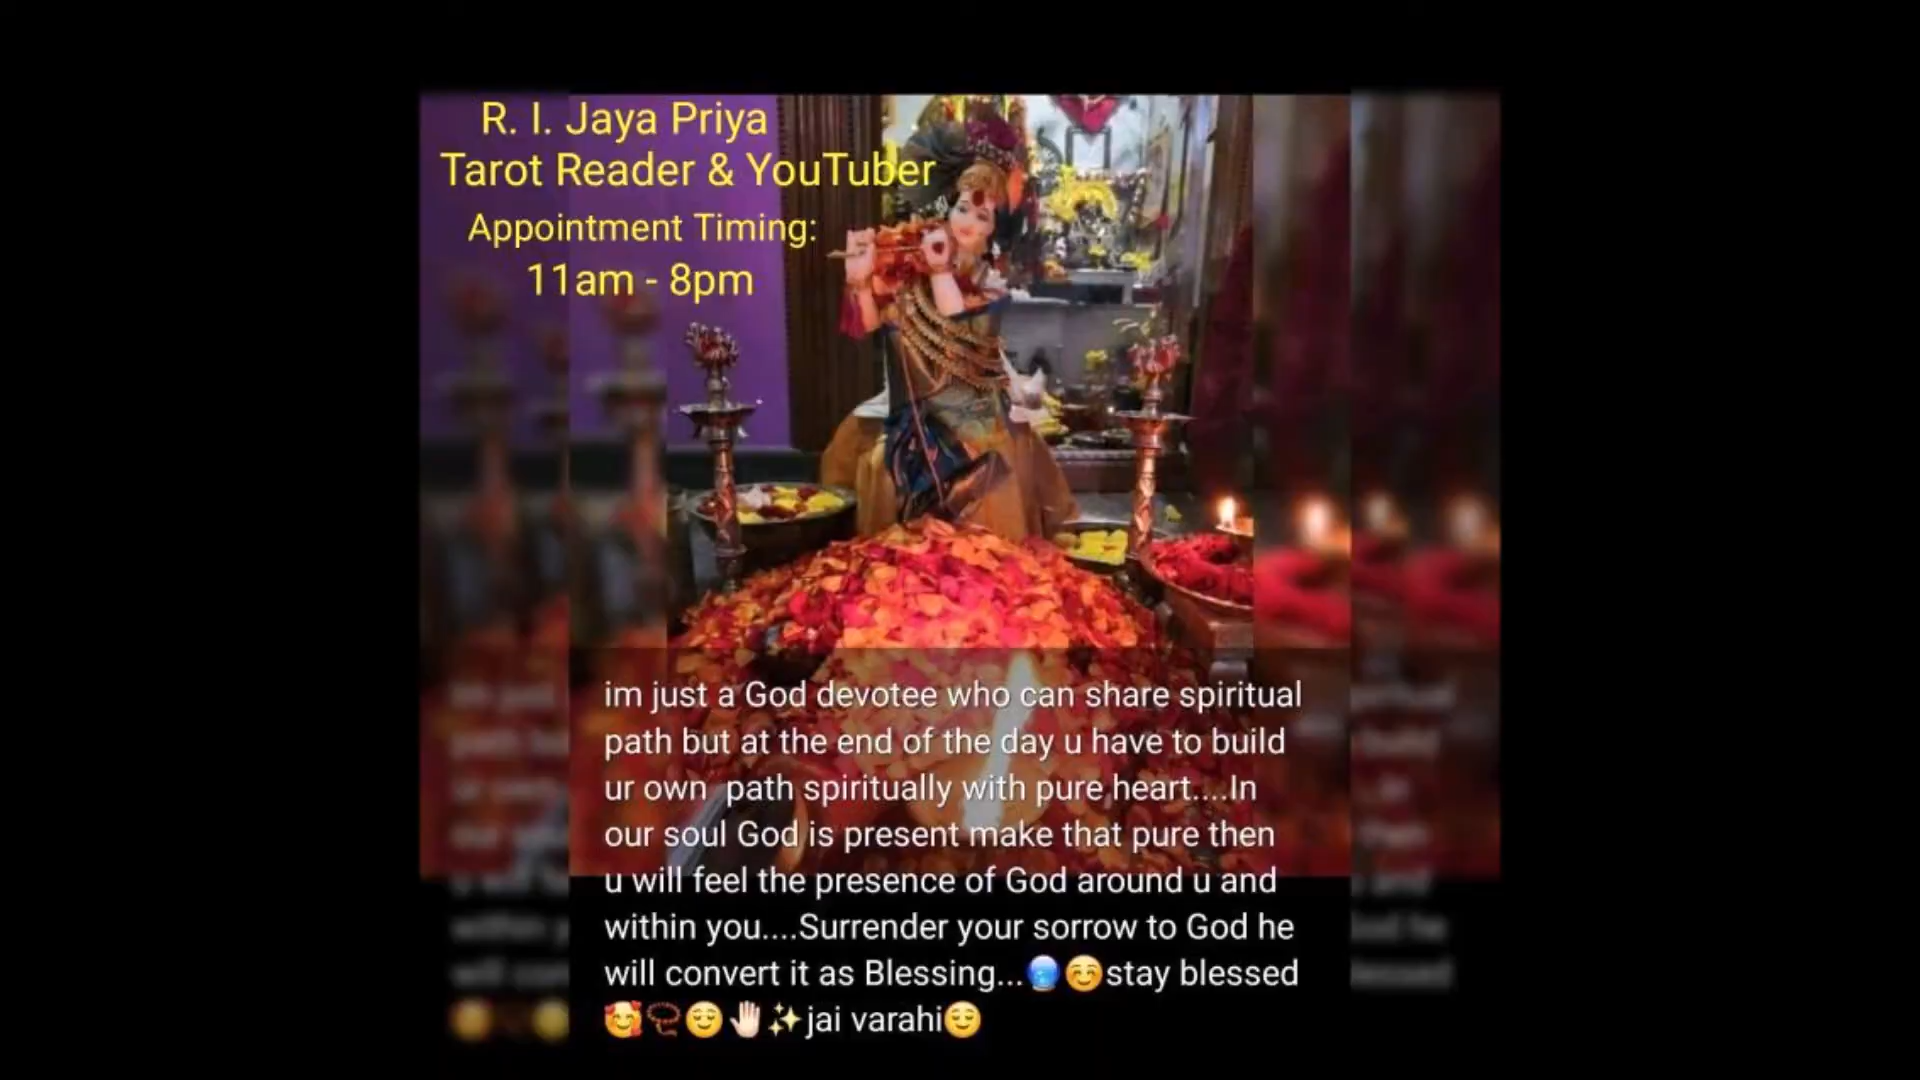 R. I. Jaya Priya
Tarot Reader & YouTuber
Appointment Timing:
11am - 8pm
im just a God devotee who can share spiritual
path but at the end of the day u have to build
ur own  path spiritually with pure heart....In
our soul God is present make that pure then
u will feel the presence of God around u and
within you....Surrender your sorrow to God he
will convert it as Blessing...🔮☺️stay blessed
🥰📿😌🤚🏻✨jai varahi😌